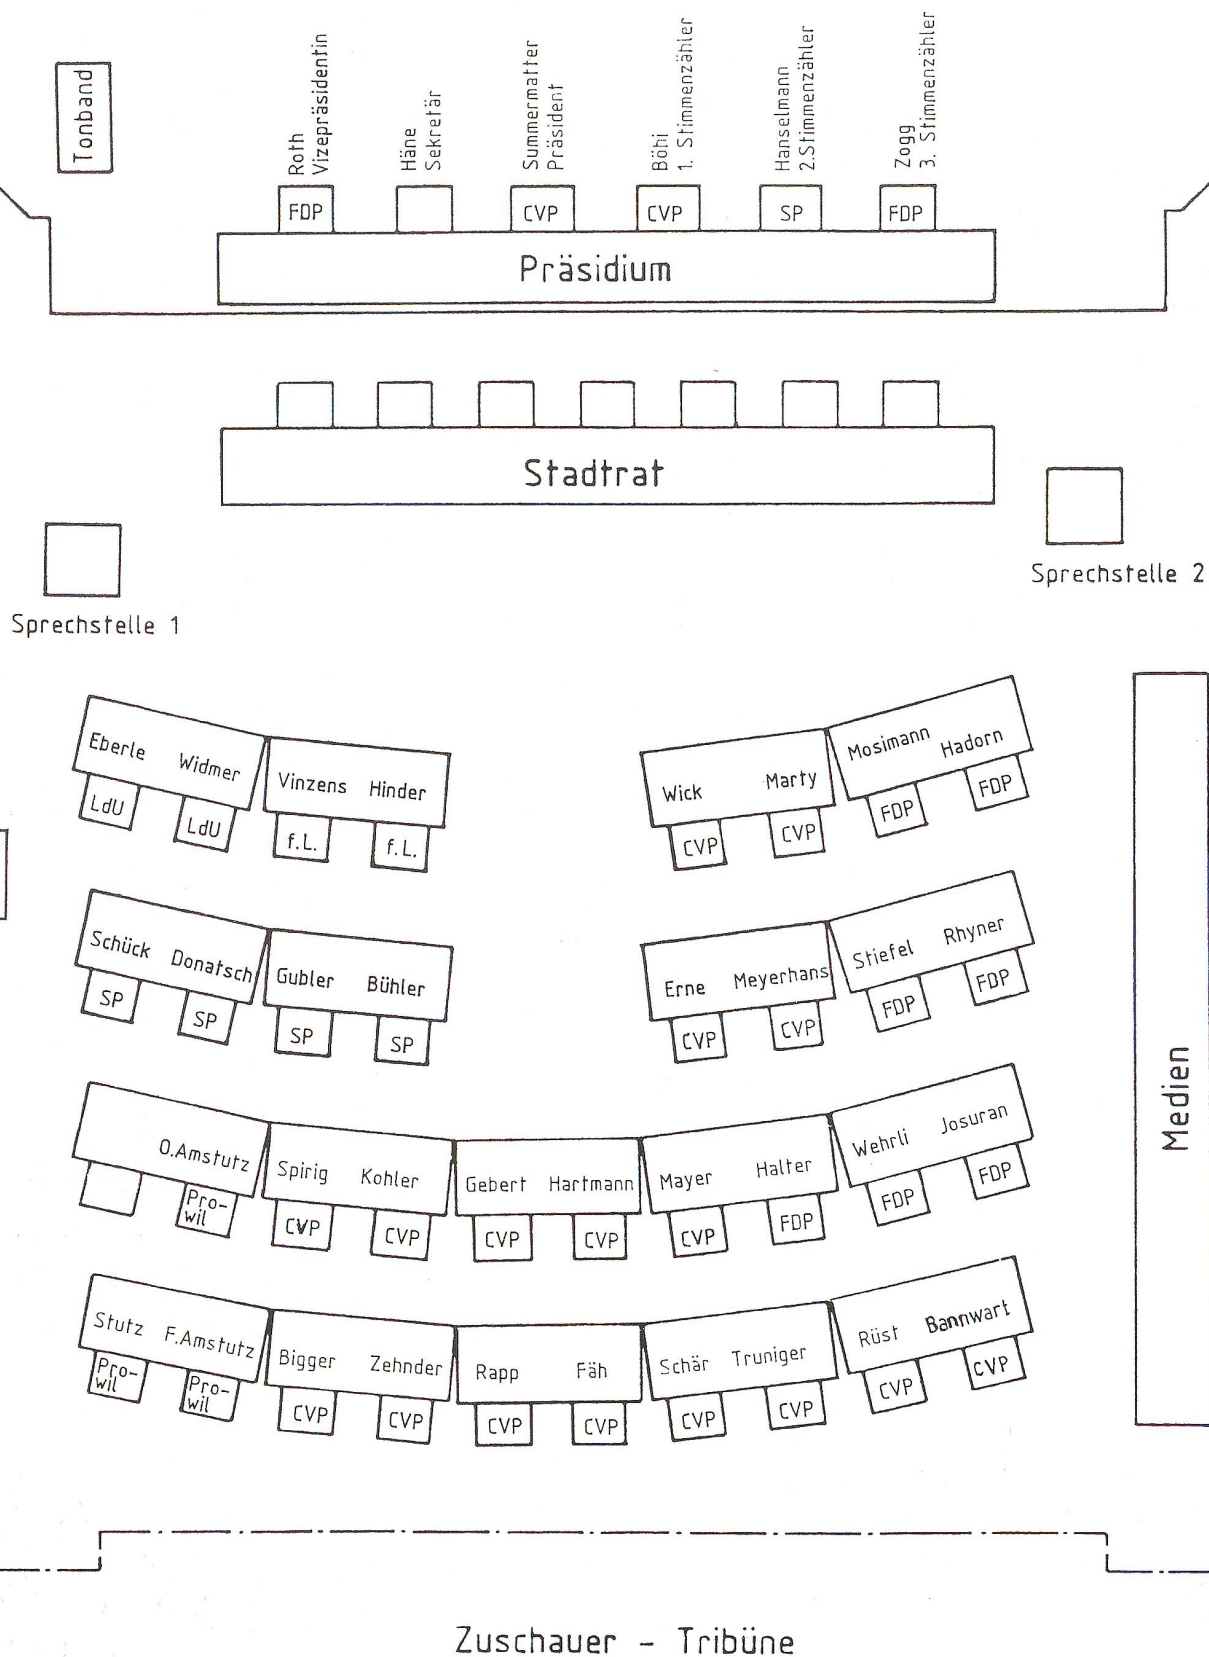 Tonband
Roth
Vizepräsidentin
Häne
Sekretär
Summermatter
Präsident
Böhi
1. Stimmenzähler
Hanselmann
2.Stimmenzähler
Zogg
3. Stimmenzähler
FDP CVP CVP SP FDP
Präsidium
Stadtrat
Sprechstelle 1
Sprechstelle 2
Eberle Widmer Vinzens Hinder Wick Marty Mosimann Hadorn
LdU LdU f.L. f.L. CVP CVP FDP FDP
Schück Donatsch Gubler Bühler Erne Meyerhans Stiefel Rhyner
SP SP SP SP CVP CVP FDP FDP
O.Amstutz Spirig Kohler Gebert Hartmann Mayer Halter Wehrli Josuran
Pro-
wil
CVP CVP CVP CVP CVP FDP FDP FDP
Stutz F.Amstutz Bigger Zehnder Rapp Fäh Schär Truniger Rüst Bannwart
Pro-
wil
Pro-
wil
CVP CVP CVP CVP CVP CVP CVP CVP
Medien
Zuschauer - Tribüne